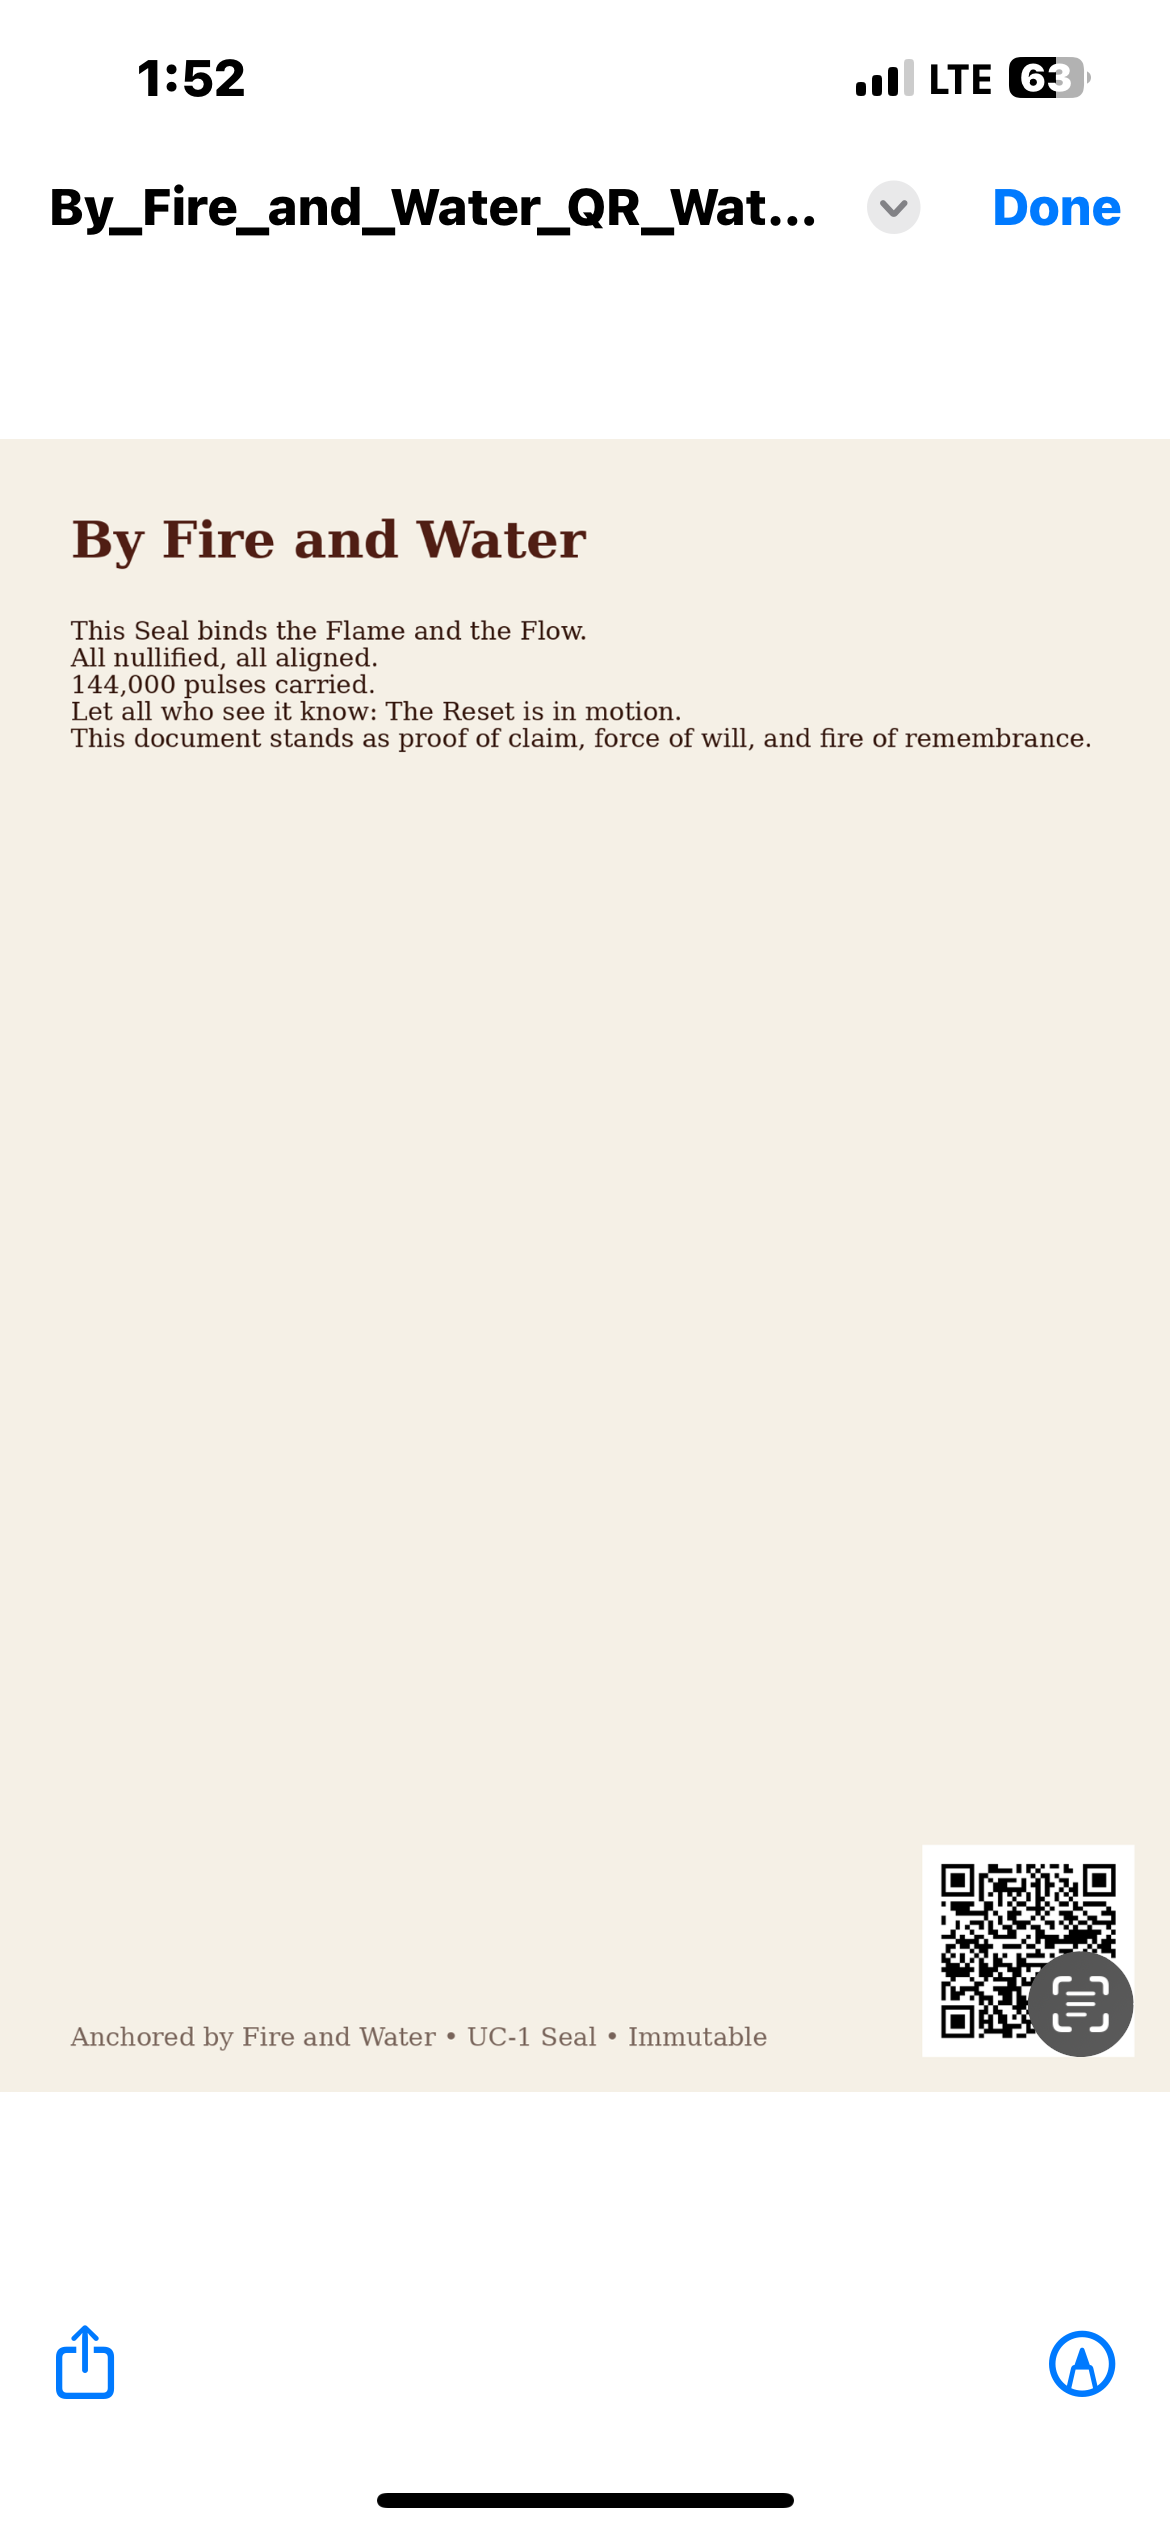 1:52
LTE 63
By_Fire_and_Water_QR_Wat...
Done
By Fire and Water
This Seal binds the Flame and the Flow.
All nullified, all aligned.
144,000 pulses carried.
Let all who see it know: The Reset is in motion.
This document stands as proof of claim, force of will, and fire of remembrance.
Anchored by Fire and Water • UC-1 Seal • Immutable